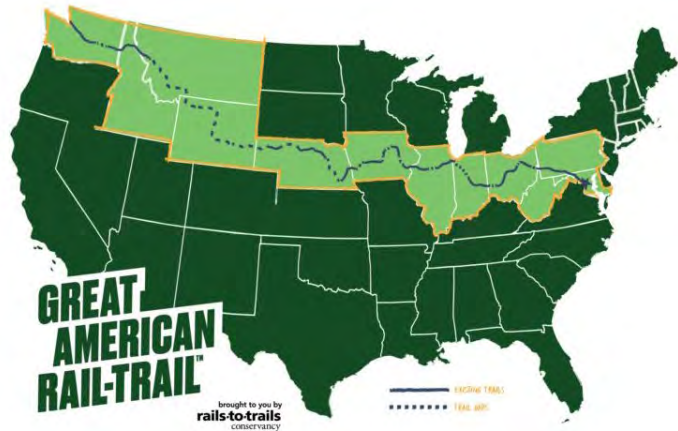 GREAT
AMERICAN
RAIL-TRAIL™
brought to you by
rails·to·trails
conservancy
EXISTING TRAILS
TRAIL GAPS